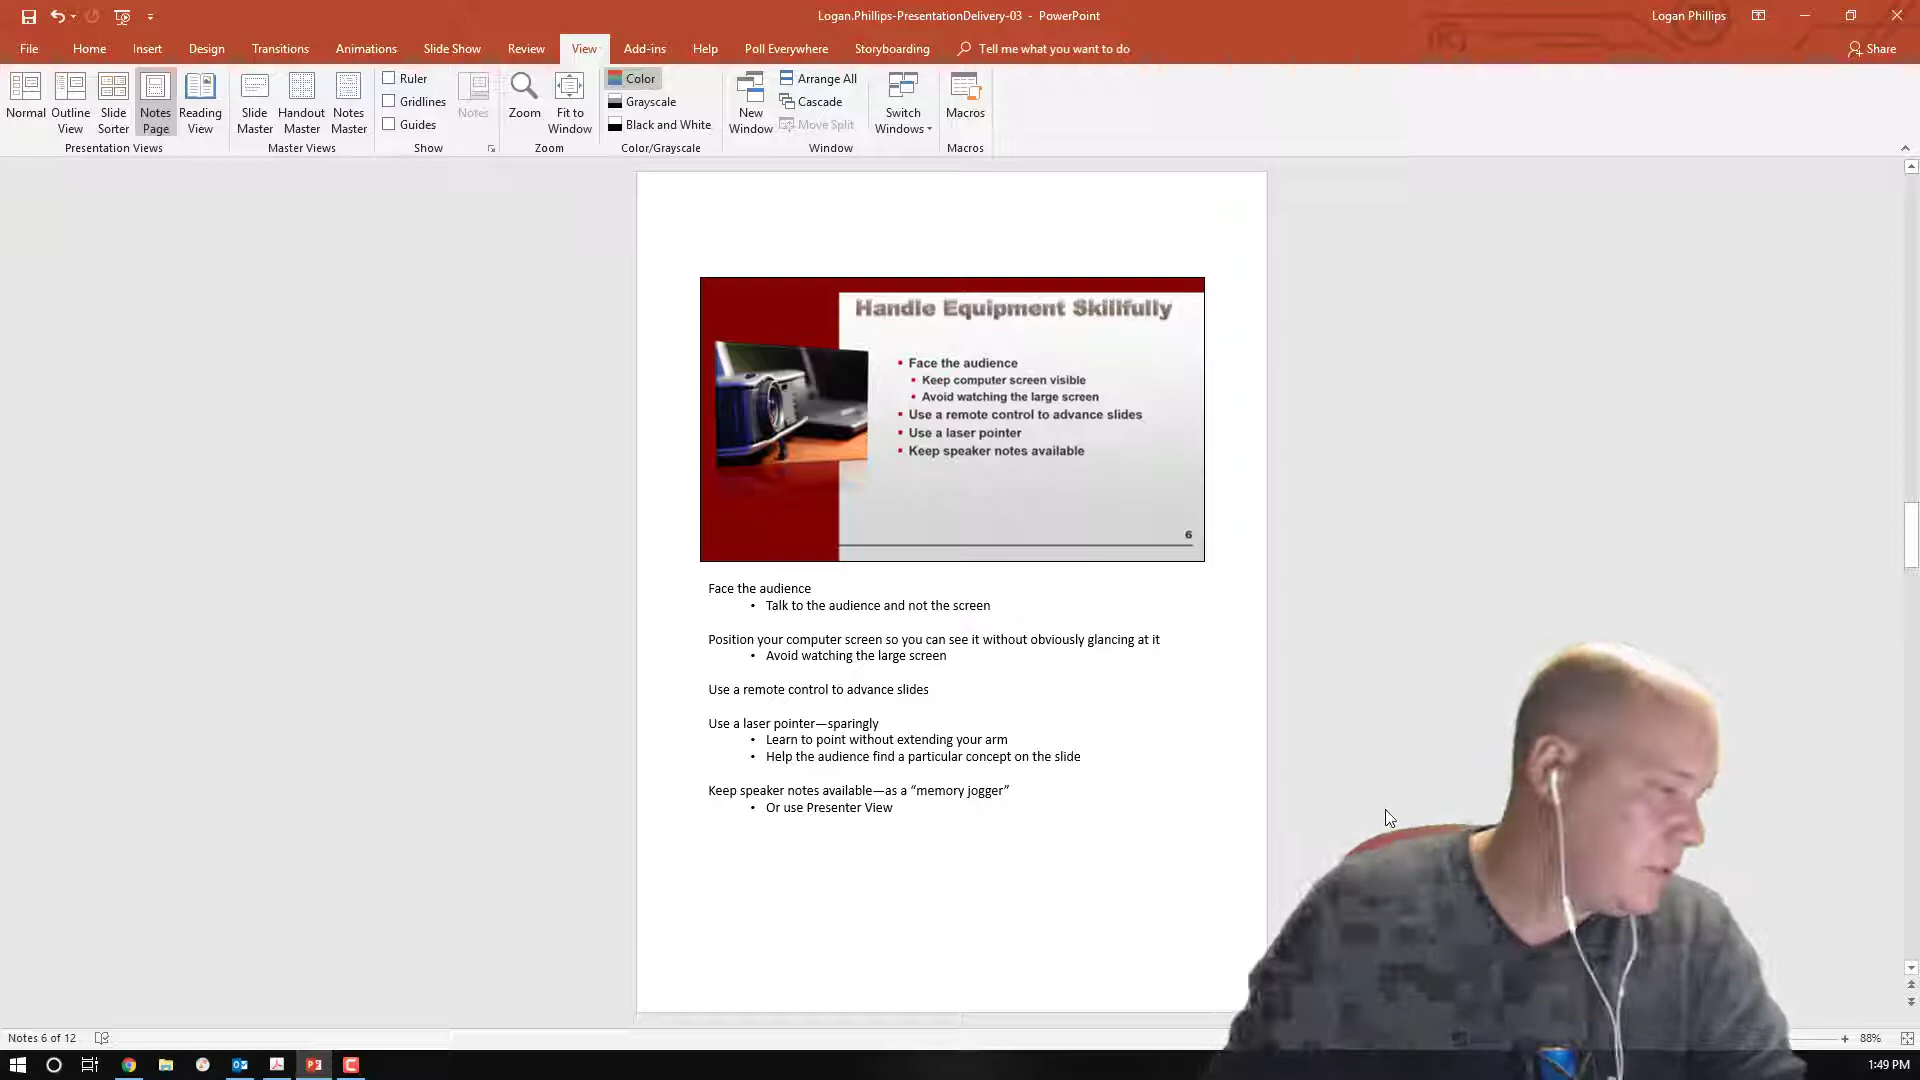 Logan.Phillips-PresentationDelivery-03 - PowerPoint
Logan Phillips
File Home Insert Design Transitions Animations Slide Show Review View Add-ins Help Poll Everywhere Storyboarding Tell me what you want to do Share
Normal
Outline View
Slide Sorter
Notes Page
Reading View
Presentation Views
Slide Master
Handout Master
Notes Master
Master Views
Ruler
Gridlines
Guides
Show
Notes
Zoom
Fit to Window
Zoom
Color
Grayscale
Black and White
Color/Grayscale
New Window
Arrange All
Cascade
Move Split
Switch Windows
Window
Macros
Macros
Handle Equipment Skillfully
Face the audience
Keep computer screen visible
Avoid watching the large screen
Use a remote control to advance slides
Use a laser pointer
Keep speaker notes available
6
Face the audience
• Talk to the audience and not the screen
Position your computer screen so you can see it without obviously glancing at it
• Avoid watching the large screen
Use a remote control to advance slides
Use a laser pointer—sparingly
• Learn to point without extending your arm
• Help the audience find a particular concept on the slide
Keep speaker notes available—as a “memory jogger”
• Or use Presenter View
Notes 6 of 12
88%
1:49 PM